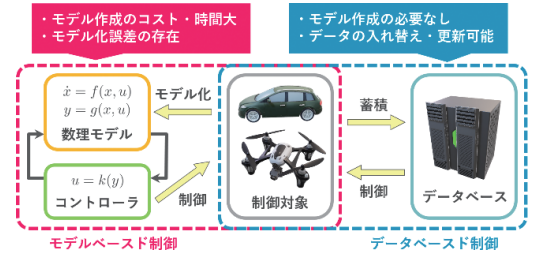 ・モデル作成のコスト・時間大
・モデル化誤差の存在
・モデル作成の必要なし
・データの入れ替え・更新可能
ẋ = f(x, u)
y = g(x, u)
数理モデル
モデル化
u = k(y)
コントローラ
制御
制御対象
蓄積
制御
データベース
モデルベースド制御
データベースド制御